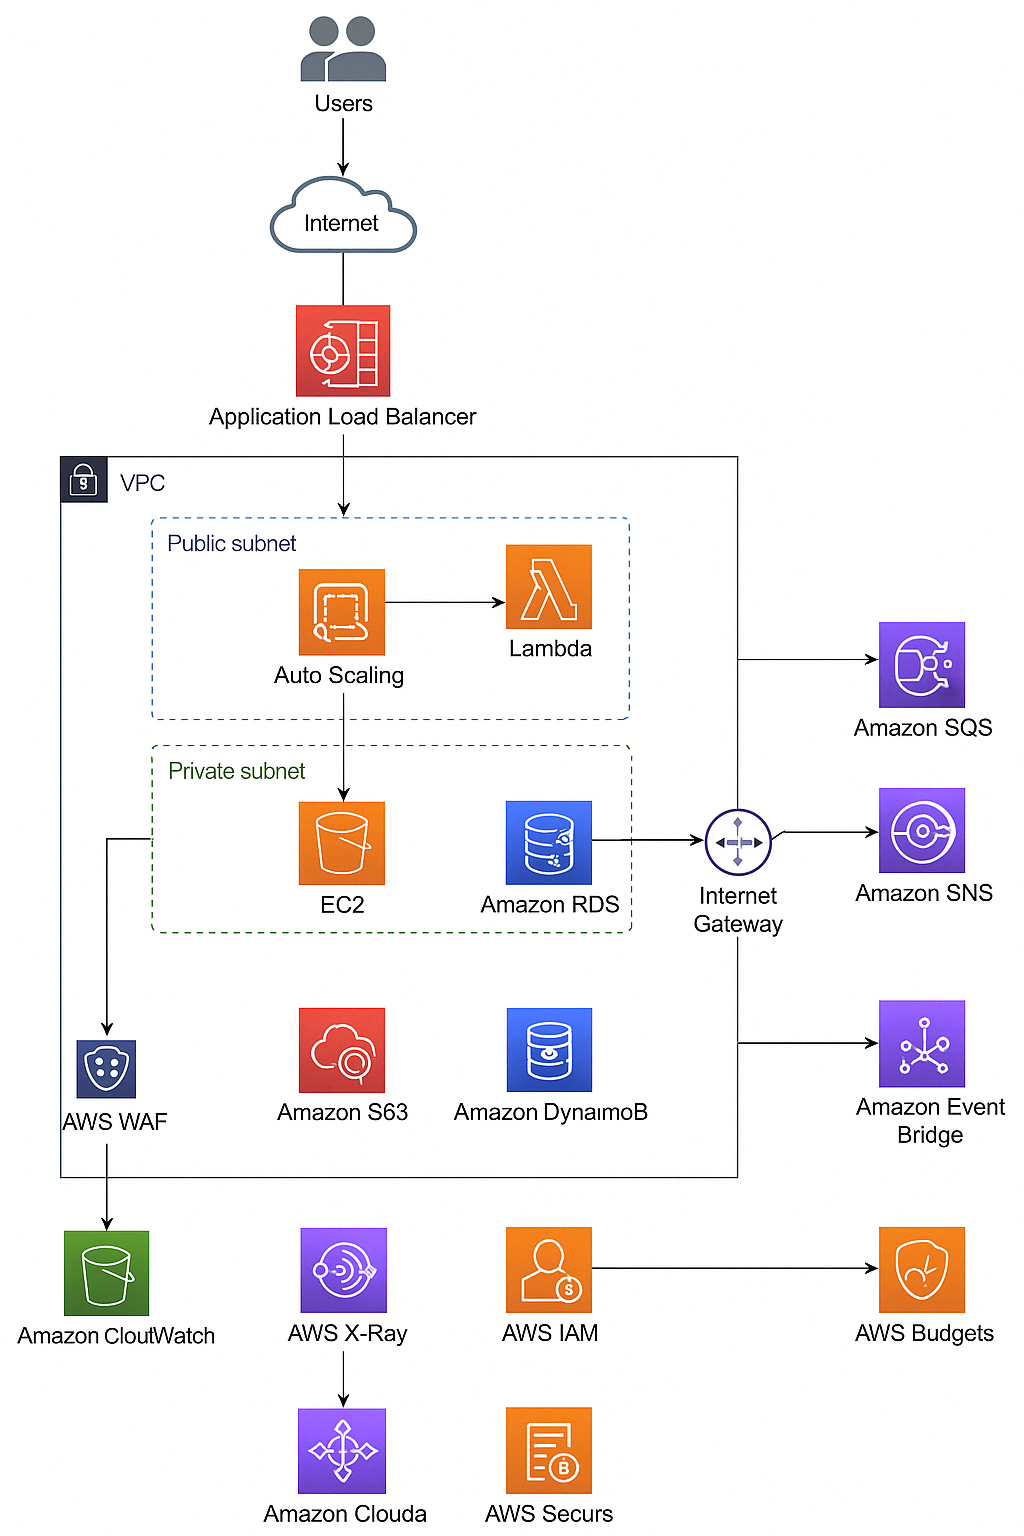 Users
Internet
Application Load Balancer
VPC
Public subnet
Lambda
Auto Scaling
Amazon SQS
Private subnet
EC2
Amazon RDS
Internet
Gateway
Amazon SNS
AWS WAF
Amazon S63
Amazon DynaımoB
Amazon Event
Bridge
Amazon CloutWatch
AWS X-Ray
AWS IAM
S
AWS Budgets
Amazon Clouda
B
AWS Securs